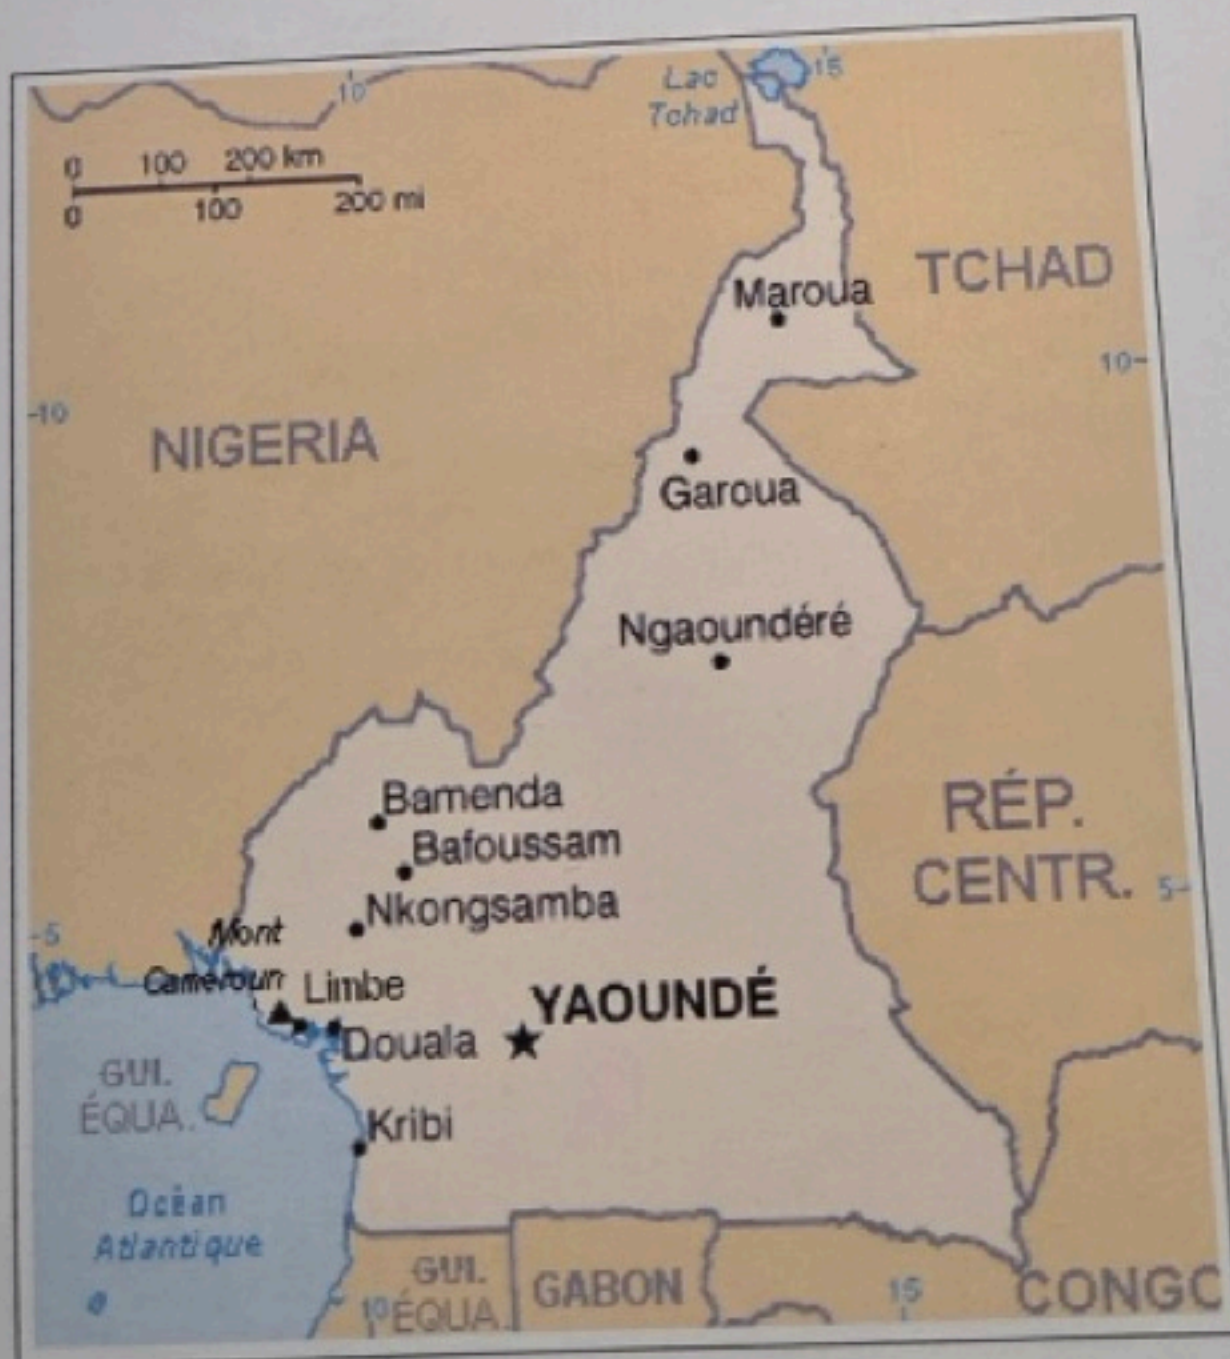 Lac
Tchad
15
10
0 100 200 km
0 100 200 mi
TCHAD
Maroua
10
10
NIGERIA
Garoua
Ngaoundéré
Bamenda
RÉP.
CENTR.
Bafoussam
5
Nkongsamba
5
Mont
Cameroun
Limbe
YAOUNDÉ
Douala
GUI.
ÉQUA.
Kribi
Océan
Atlantique
GUI.
ÉQUA.
GABON
15
CONGO
10